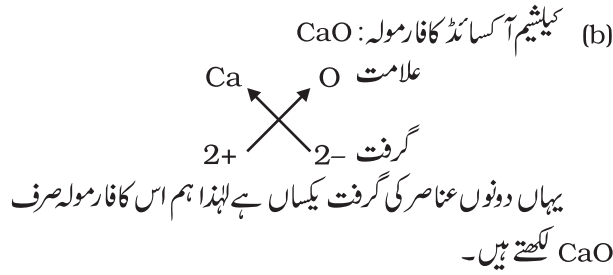 (b) کیلشیم آکسائڈ کا فارمولہ: CaO
علامت Ca O
گرفت 2+ 2–
یہاں دونوں عناصر کی گرفت یکساں ہے لہٰذا ہم اس کا فارمولہ صرف
CaO لکھتے ہیں۔